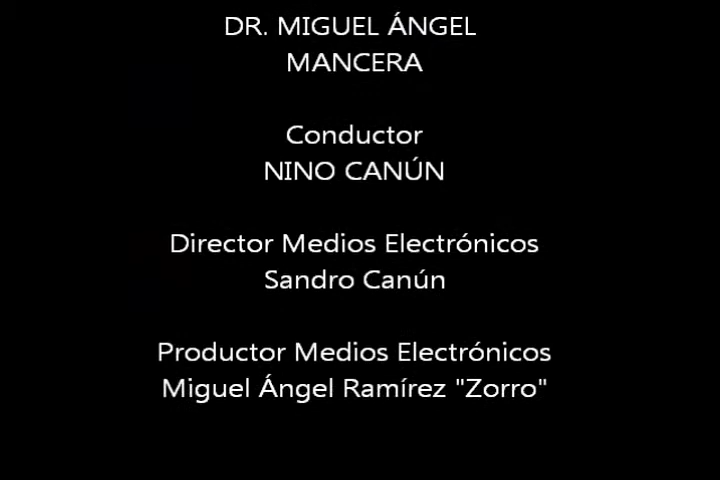 DR. MIGUEL ÁNGEL
MANCERA
Conductor
NINO CANÚN
Director Medios Electrónicos
Sandro Canún
Productor Medios Electrónicos
Miguel Ángel Ramírez "Zorro"